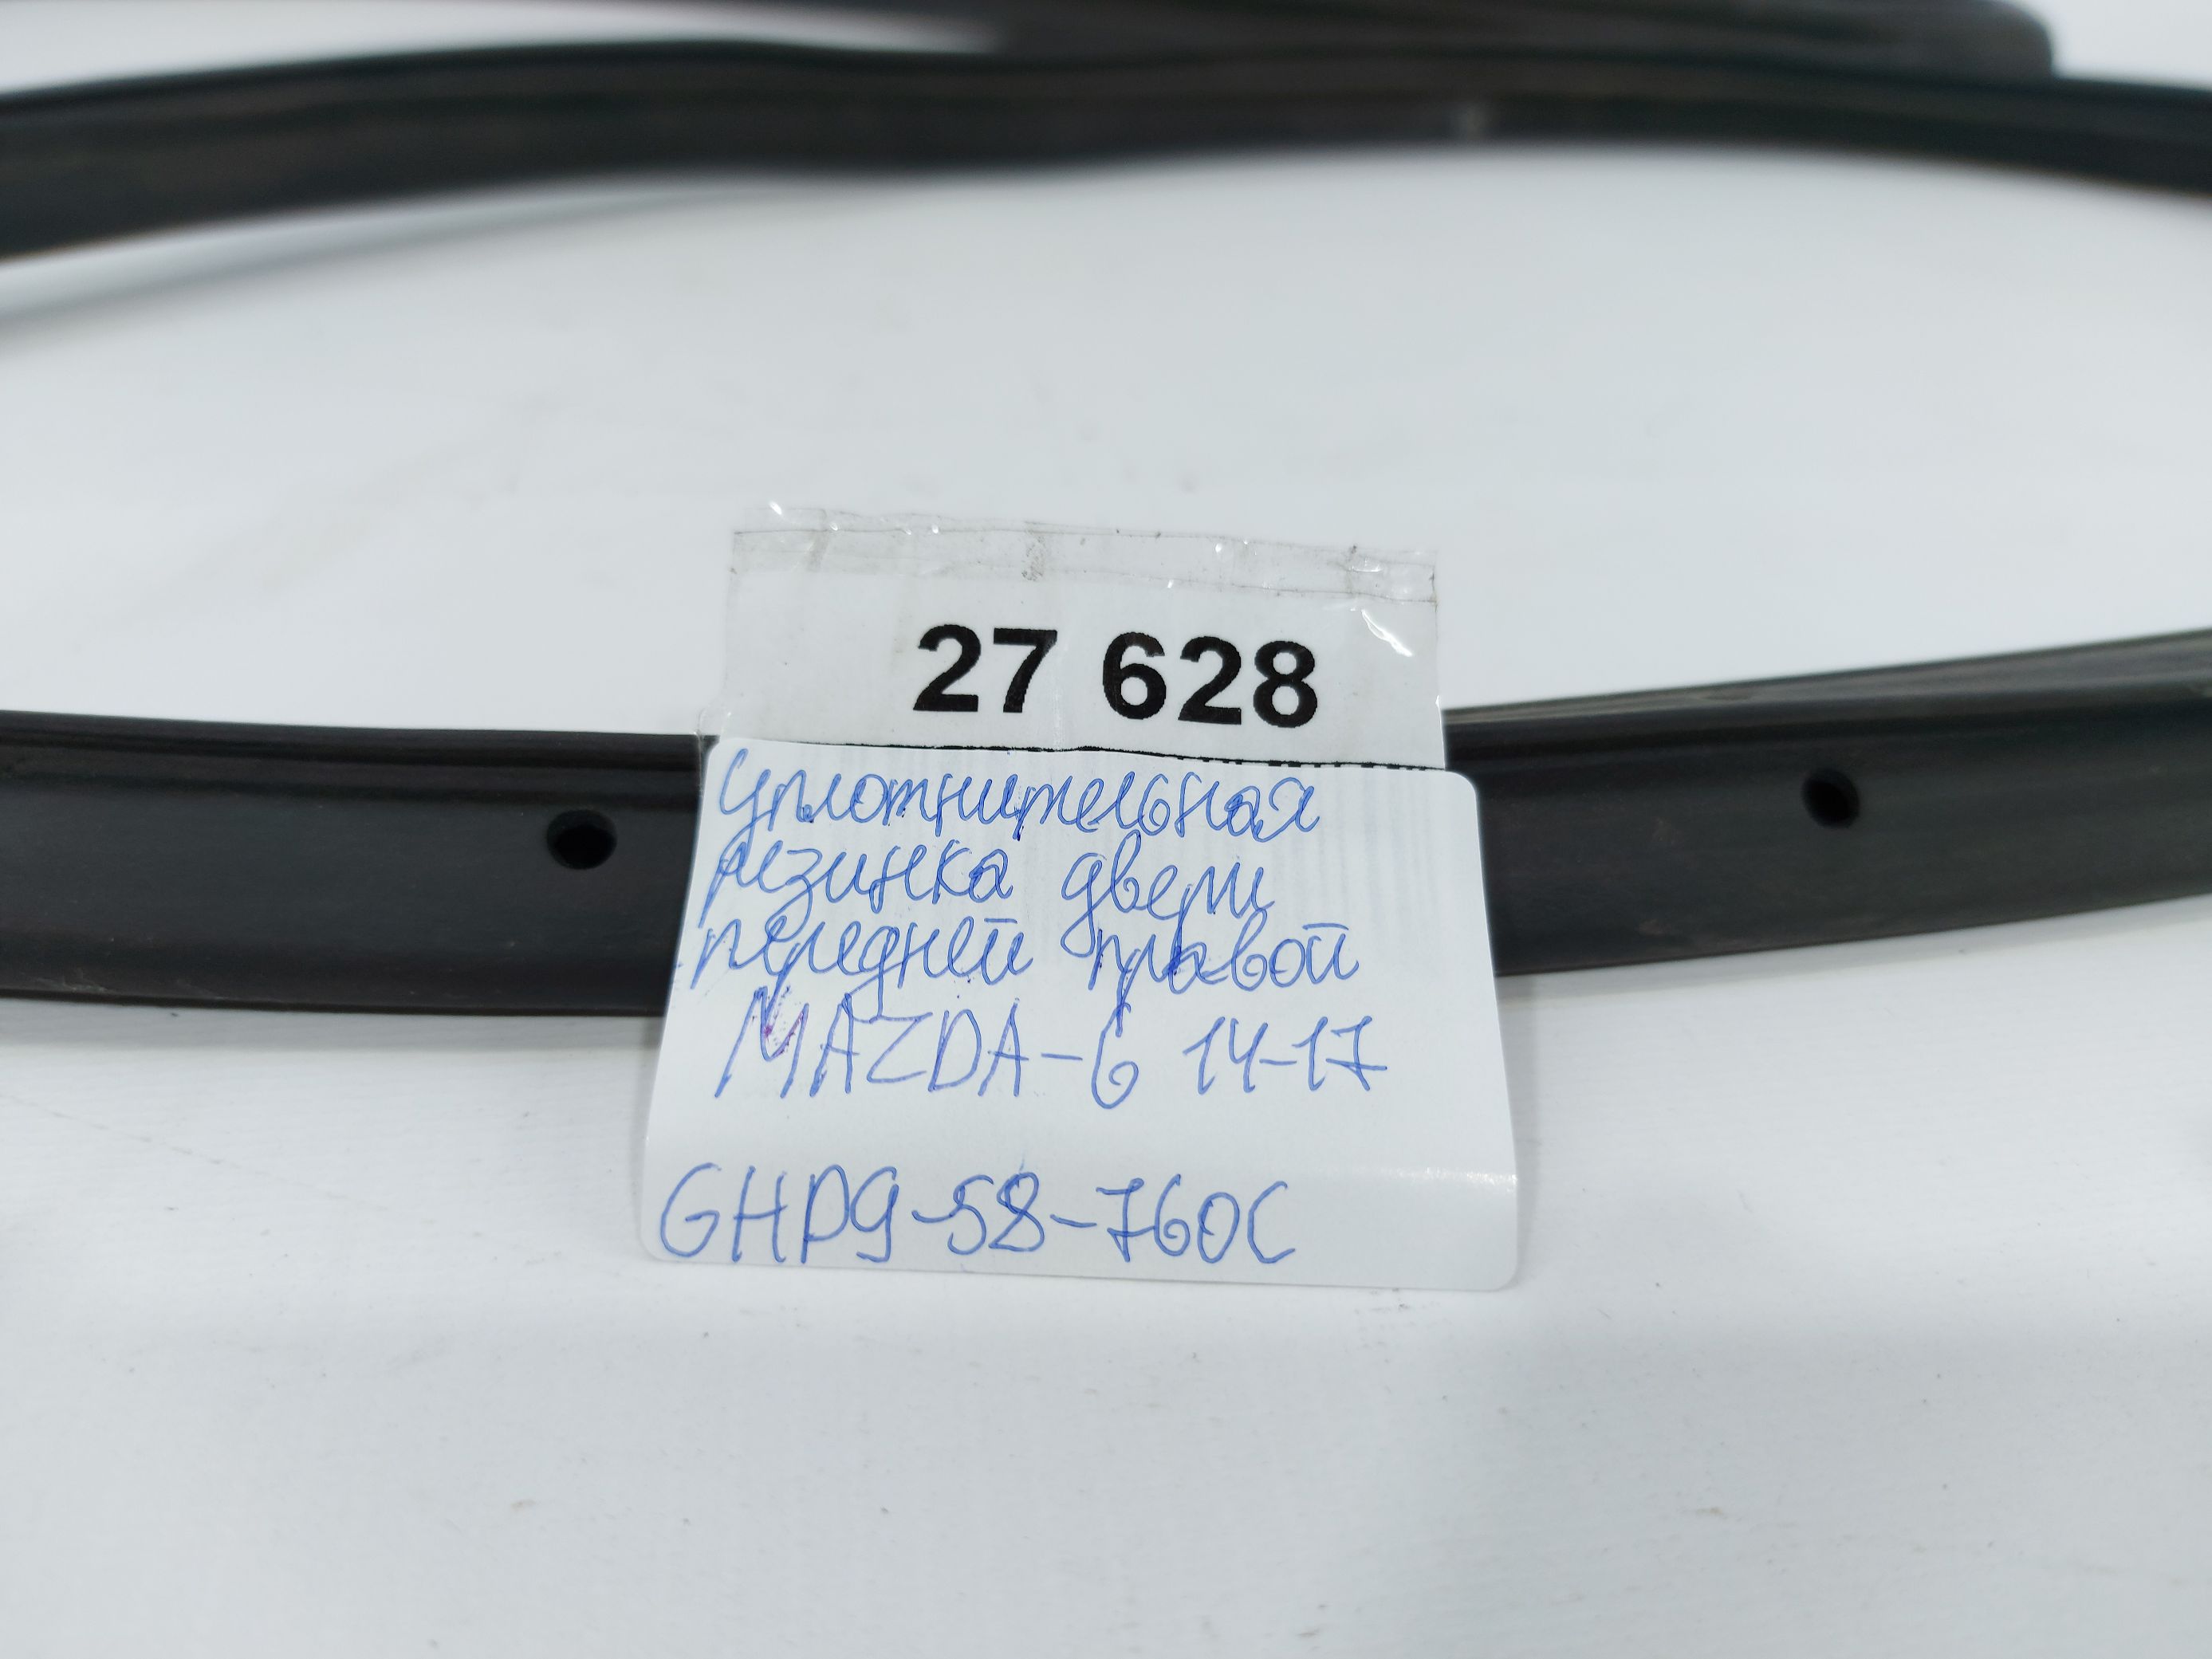 27 628
Уплотнительная
резинка двери
передней правой
MAZDA-6 14-17
GHP9-58-760C